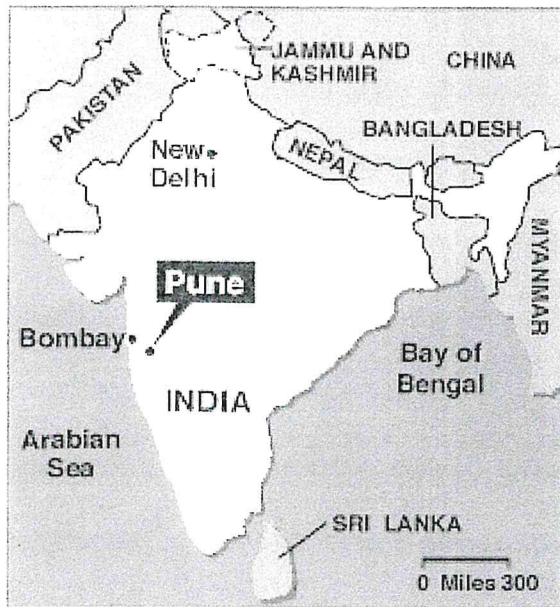 JAMMU AND
KASHMIR
CHINA
PAKISTAN
BANGLADESH
New
Delhi
NEPAL
MYANMAR
Pune
Bombay
Bay of
Bengal
INDIA
Arabian
Sea
SRI LANKA
0 Miles 300